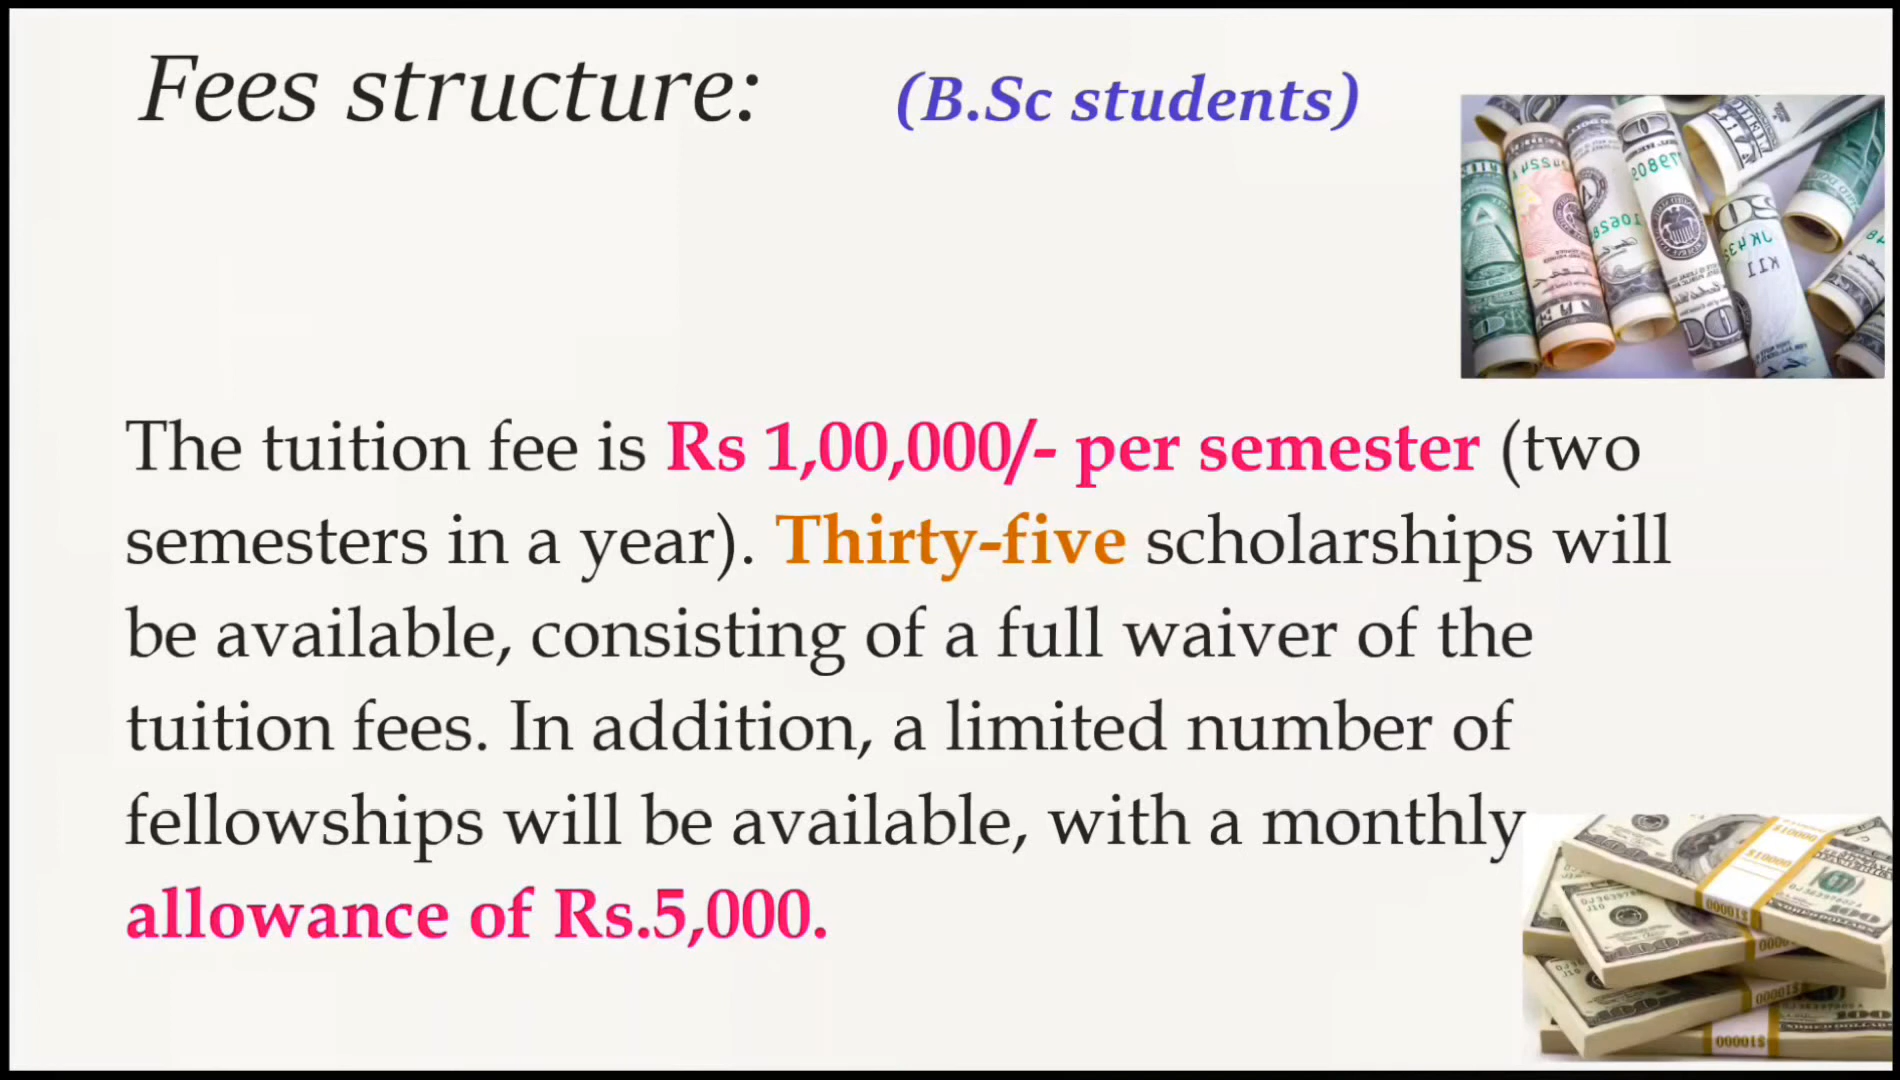 Fees structure: (B.Sc students)
The tuition fee is Rs 1,00,000/- per semester (two
semesters in a year). Thirty-five scholarships will
be available, consisting of a full waiver of the
tuition fees. In addition, a limited number of
fellowships will be available, with a monthly
allowance of Rs.5,000.